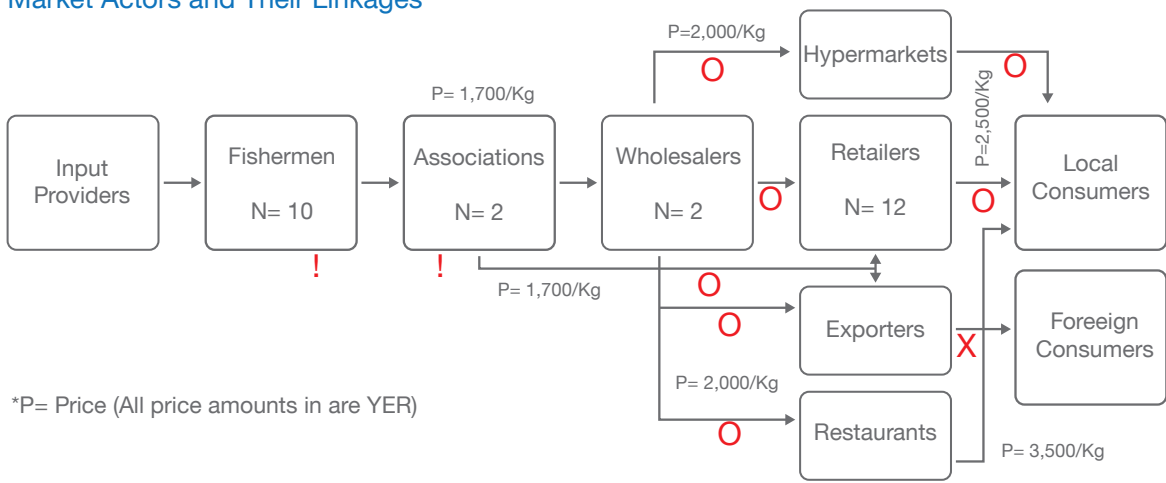 Market Actors and Their Linkages
P=2,000/Kg
Hypermarkets
O
O
P= 1,700/Kg
P=2,500/Kg
Input
Providers
Fishermen
N= 10
Associations
N= 2
Wholesalers
N= 2
O
Retailers
N= 12
O
Local
Consumers
!
!
P= 1,700/Kg
O
O
Exporters
X
Foreeign
Consumers
P= 2,000/Kg
*P= Price (All price amounts in are YER)
O
Restaurants
P= 3,500/Kg